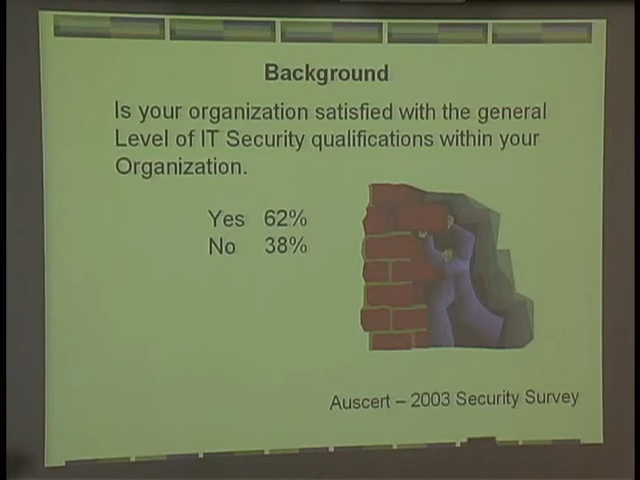 Background
Is your organization satisfied with the general
Level of IT Security qualifications within your
Organization.
Yes 62%
No 38%
Auscert – 2003 Security Survey